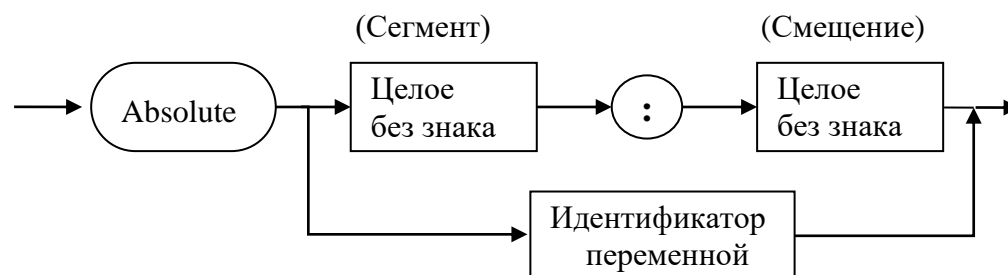 (Сегмент)
(Смещение)
Absolute
Целое
без знака
:
Целое
без знака
Идентификатор
переменной